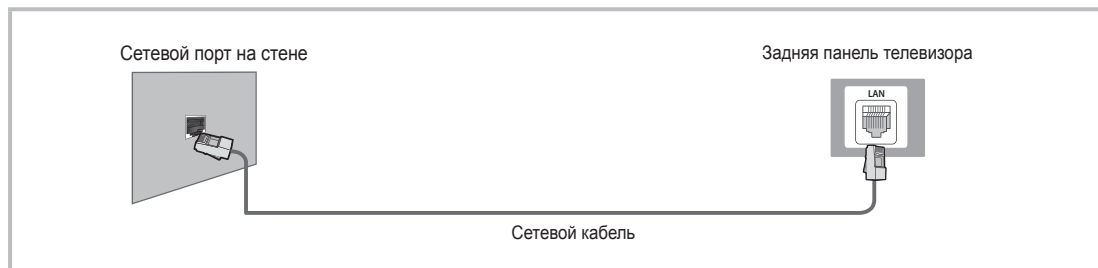 Сетевой порт на стене
Задняя панель телевизора
LAN
Сетевой кабель